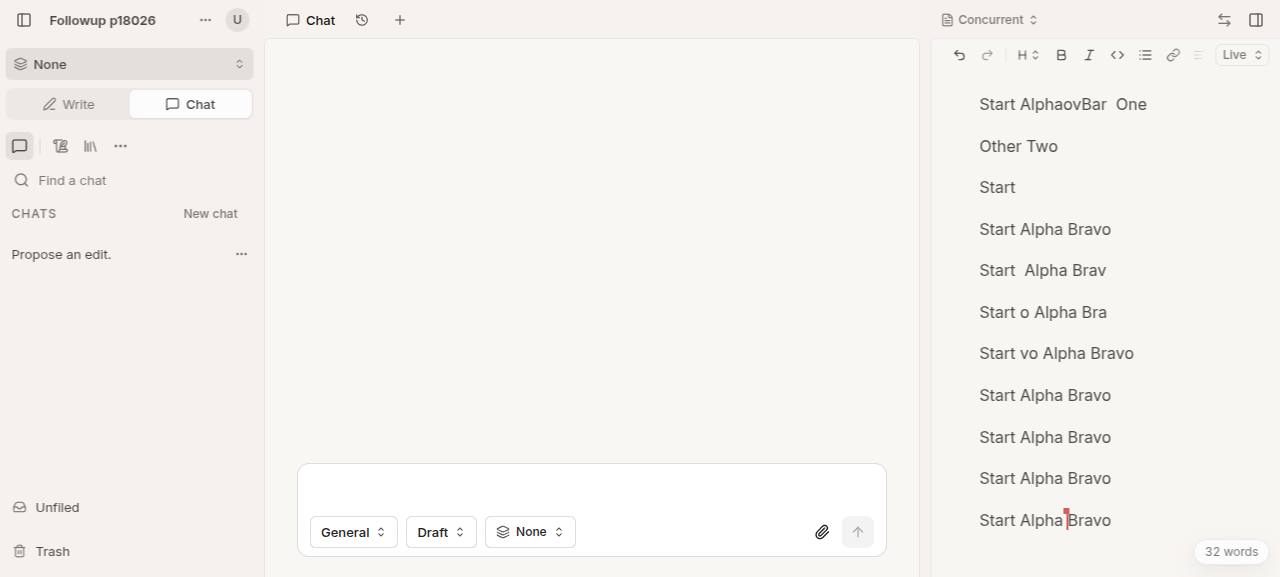 Followup p18026
U
None
Write
Chat
Find a chat
CHATS
New chat
Propose an edit.
Unfiled
Trash
Chat
General
Draft
None
Concurrent
H
B
I
Live
Start AlphaovBar  One
Other Two
Start
Start Alpha Bravo
Start  Alpha Brav
Start o Alpha Bra
Start vo Alpha Bravo
Start Alpha Bravo
Start Alpha Bravo
Start Alpha Bravo
Start Alpha Bravo
32 words